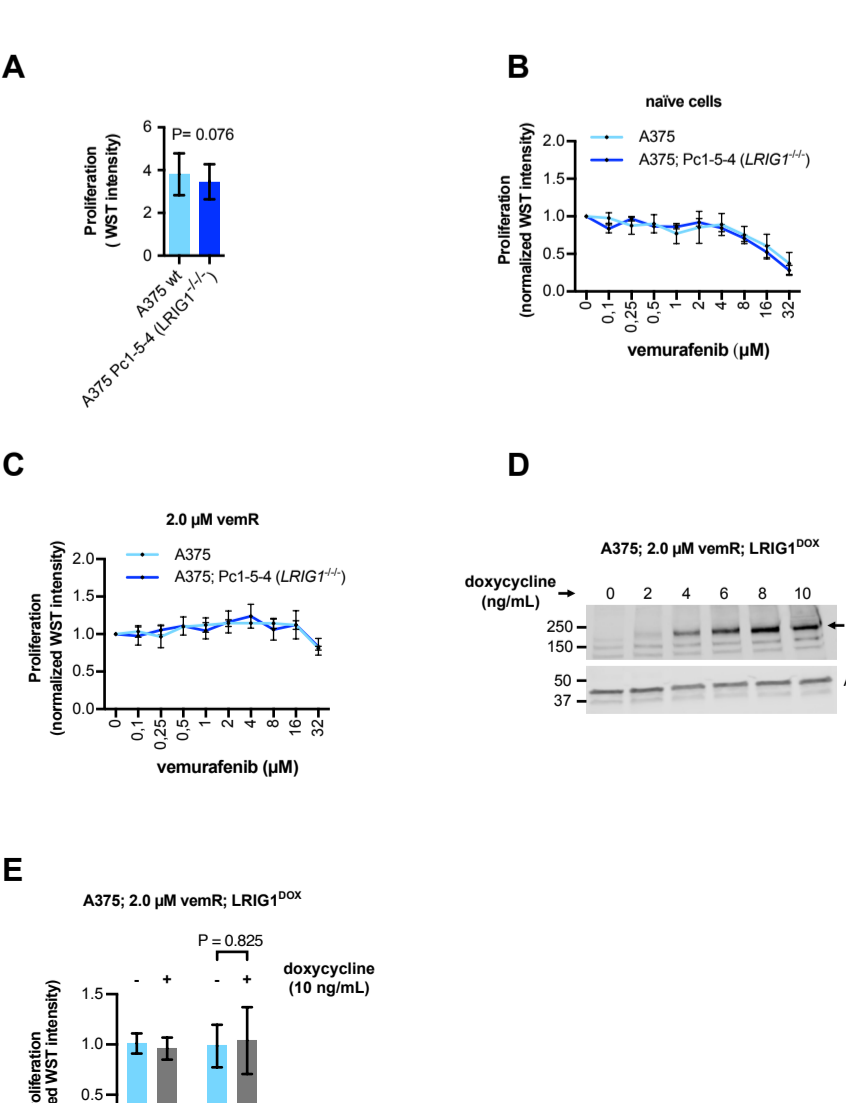 A
Proliferation
( WST intensity)
6
4
2
0
P= 0.076
A375 wt
A375 Pc1-5-4 (LRIG1-/-/-)
B
naïve cells
Proliferation
(normalized WST intensity)
2.0
1.5
1.0
0.5
0.0
A375
A375; Pc1-5-4 (LRIG1-/-/-)
0
0,1
0,25
0,5
1
2
4
8
16
32
vemurafenib (µM)
C
2.0 µM vemR
Proliferation
(normalized WST intensity)
2.0
1.5
1.0
0.5
0.0
A375
A375; Pc1-5-4 (LRIG1-/-/-)
0
0,1
0,25
0,5
1
2
4
8
16
32
vemurafenib (µM)
D
A375; 2.0 µM vemR; LRIG1DOX
doxycycline
(ng/mL)
0 2 4 6 8 10
250
150
50
37
E
A375; 2.0 µM vemR; LRIG1DOX
P = 0.825
doxycycline
(10 ng/mL)
- + - +
1.5
1.0
0.5
WST intensity)